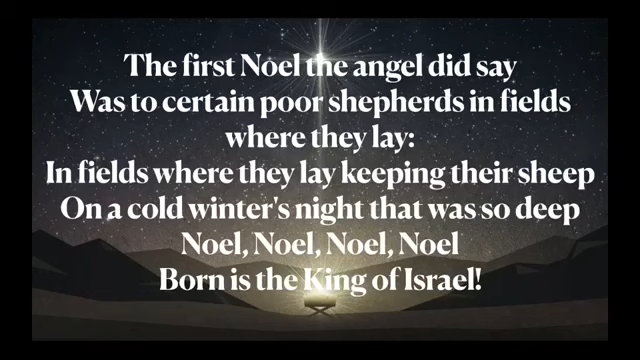 The first Noel the angel did say
Was to certain poor shepherds in fields
where they lay:
In fields where they lay keeping their sheep
On a cold winter's night that was so deep
Noel, Noel, Noel, Noel
Born is the King of Israel!